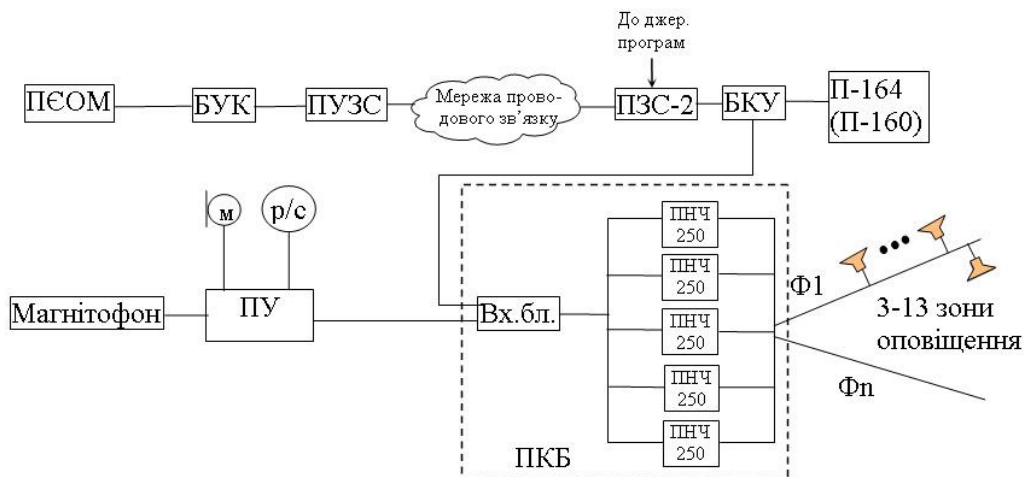 До джер.
програм
ПЄОМ
БУК
ПУЗС
Мережа прово-
дового зв’язку
ПЗС-2
БКУ
П-164
(П-160)
м
р/с
Магнітофон
ПУ
Вх.бл.
ПНЧ
250
ПНЧ
250
ПНЧ
250
ПНЧ
250
ПНЧ
250
ПКБ
Ф1
3-13 зони
оповіщення
Фn